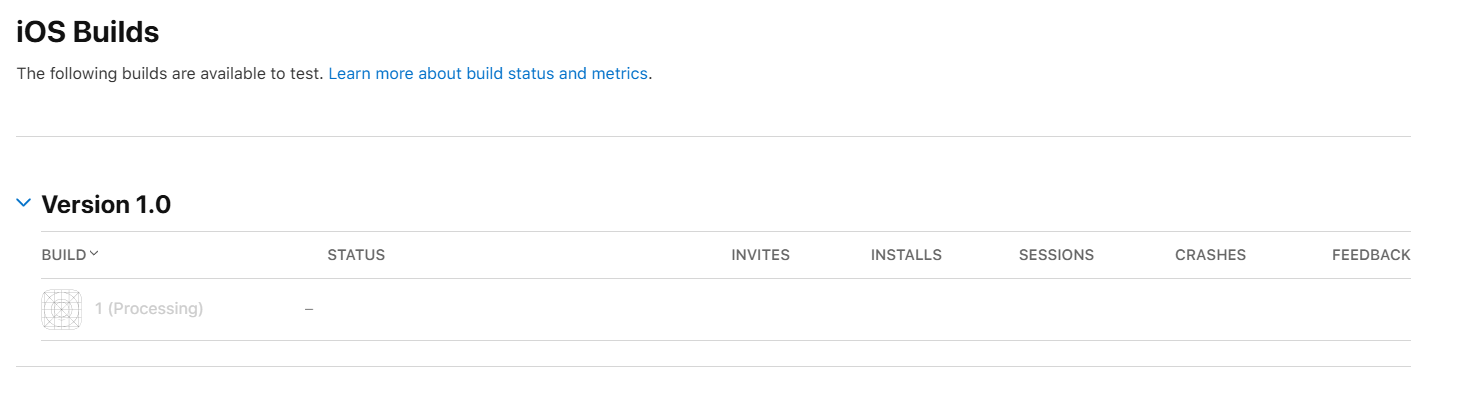 iOS Builds
The following builds are available to test. Learn more about build status and metrics.
Version 1.0
BUILD STATUS INVITES INSTALLS SESSIONS CRASHES FEEDBACK
1 (Processing) –